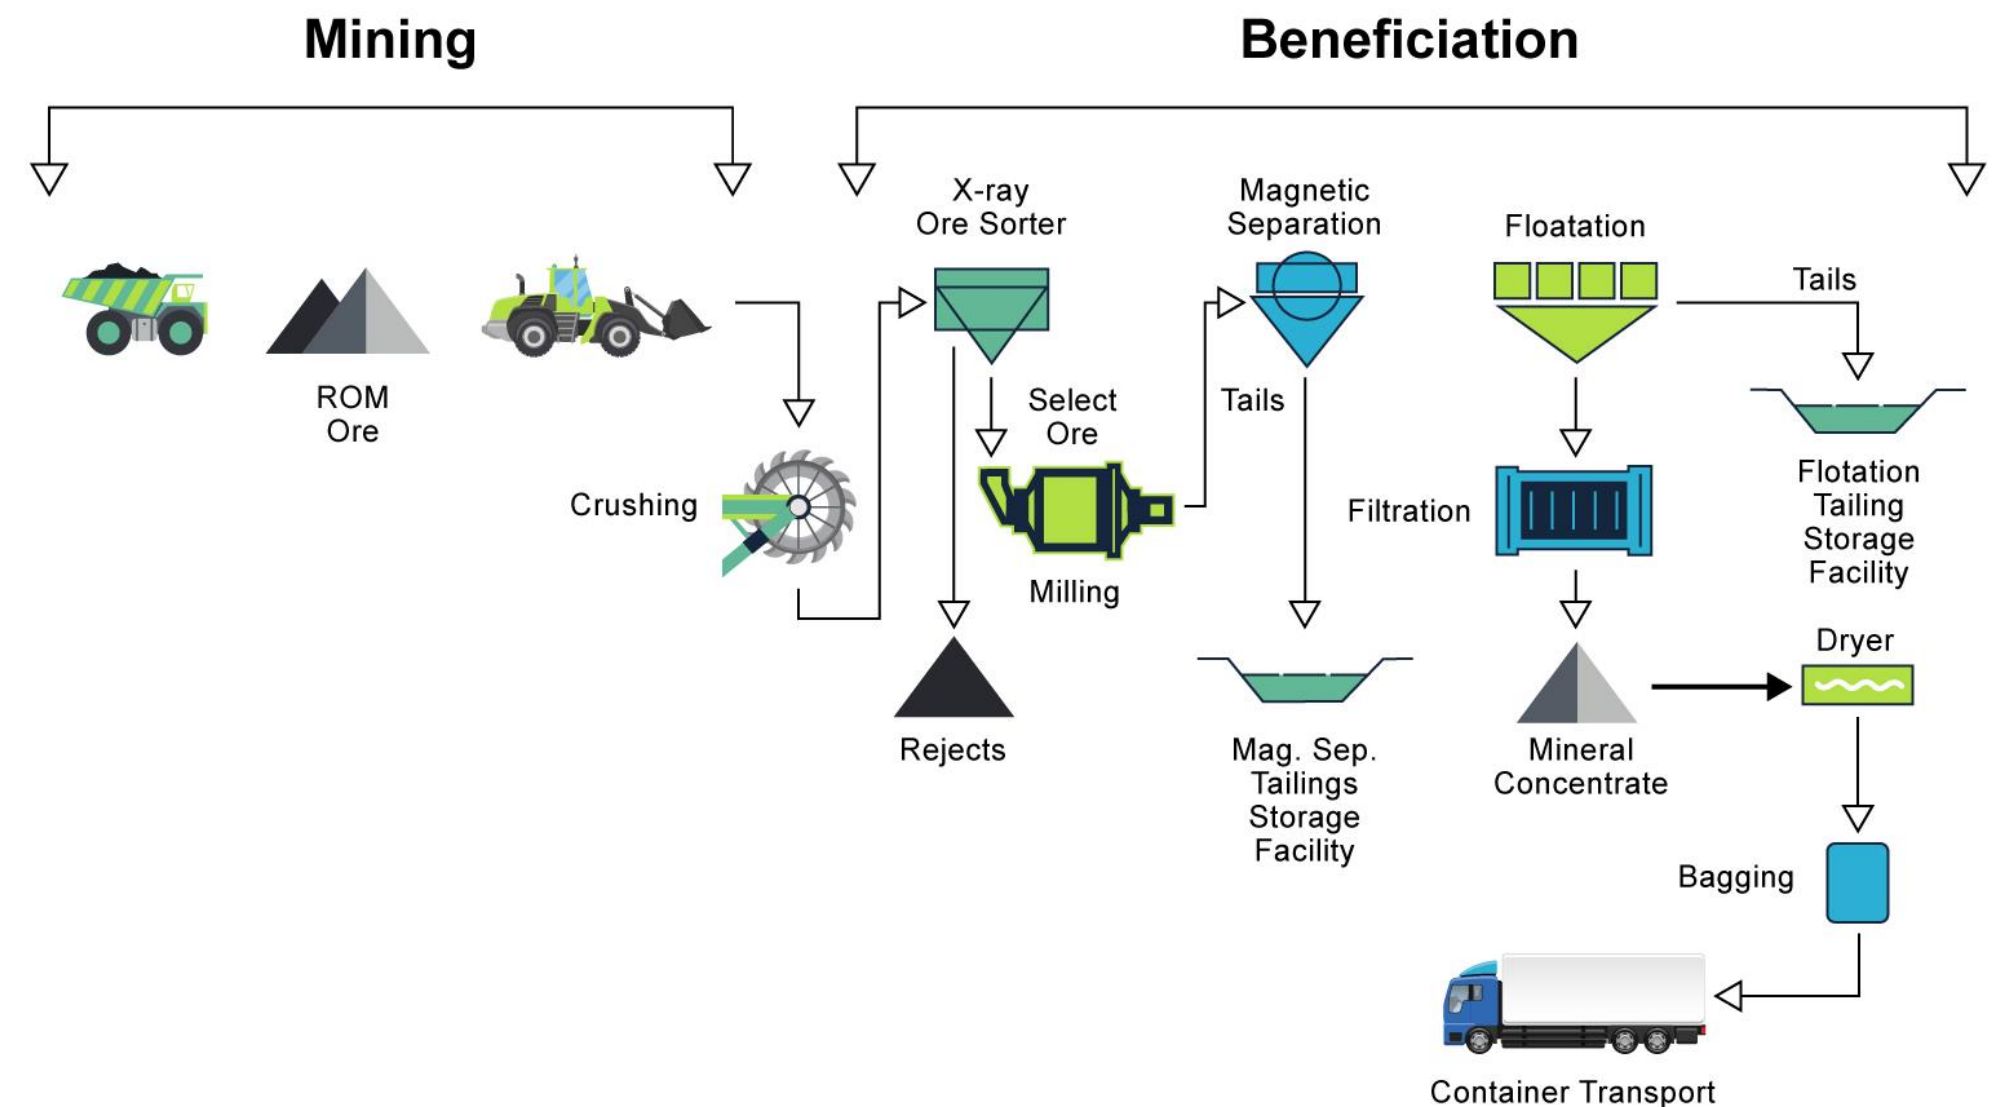 Mining
Beneficiation
X-ray
Ore Sorter
Magnetic
Separation
Floatation
Tails
ROM
Ore
Select
Ore
Tails
Crushing
Milling
Filtration
Flotation
Tailing
Storage
Facility
Dryer
Rejects
Mag. Sep.
Tailings
Storage
Facility
Mineral
Concentrate
Bagging
Container Transport